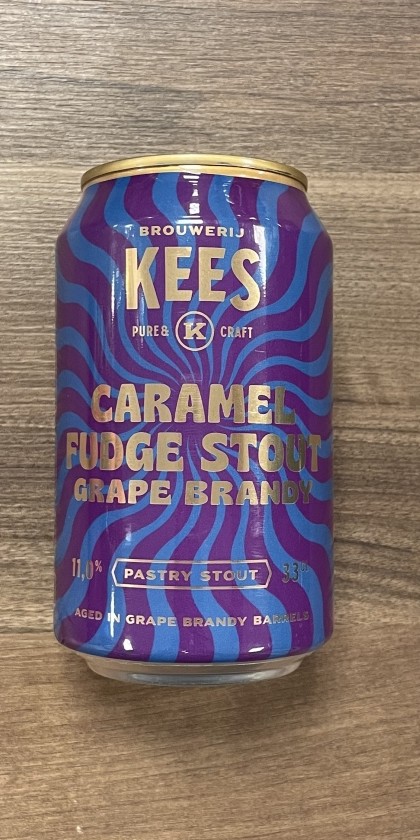 BROUWERIJ
KEES
PURE & K CRAFT
CARAMEL
FUDGE STOUT
GRAPE BRANDY
11,0% PASTRY STOUT 33
AGED IN GRAPE BRANDY BARRELS